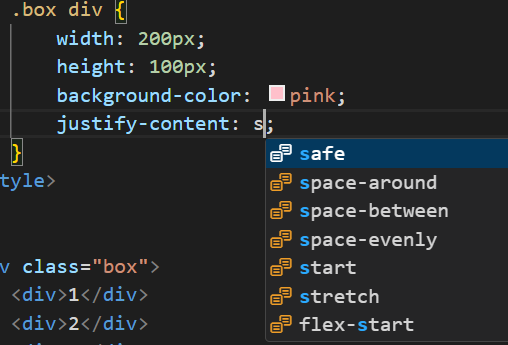 .box div {
width: 200px;
height: 100px;
background-color: pink;
justify-content: s;
}
safe
space-around
space-between
space-evenly
start
stretch
flex-start
tyle>
v class="box">
<div>1</div>
<div>2</div>